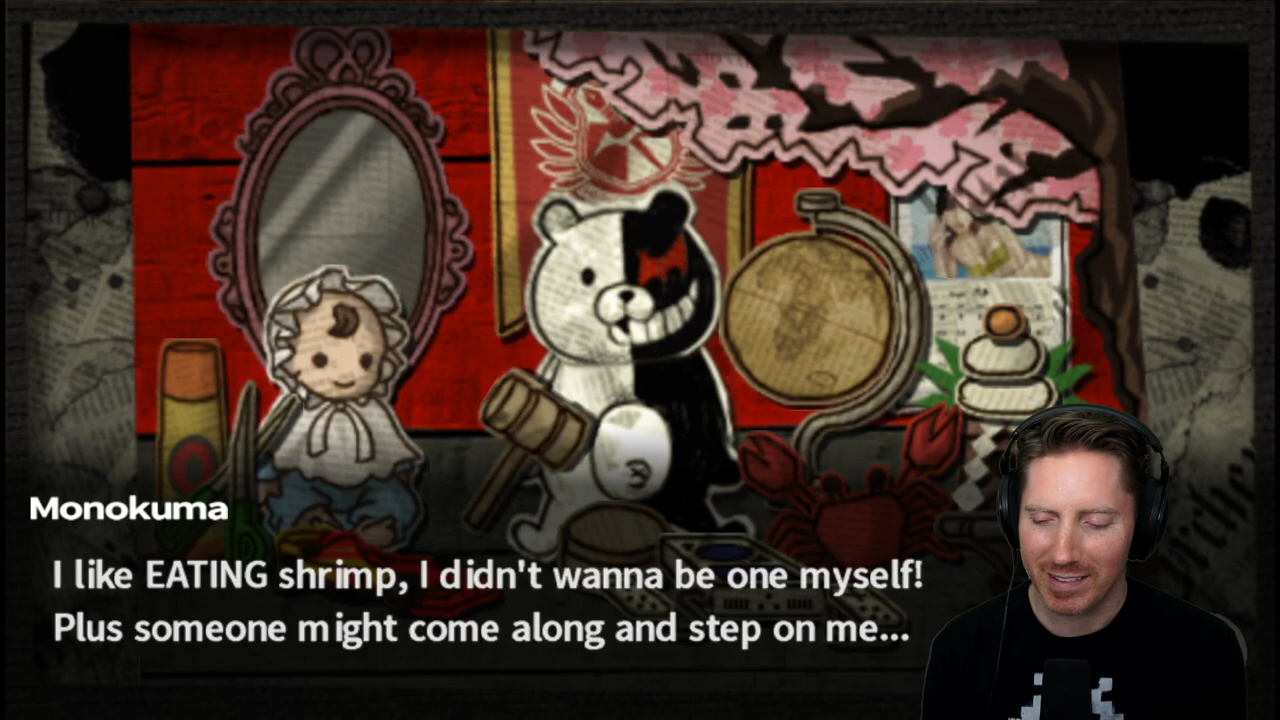 Monokuma
I like EATING shrimp, I didn't wanna be one myself!
Plus someone might come along and step on me...